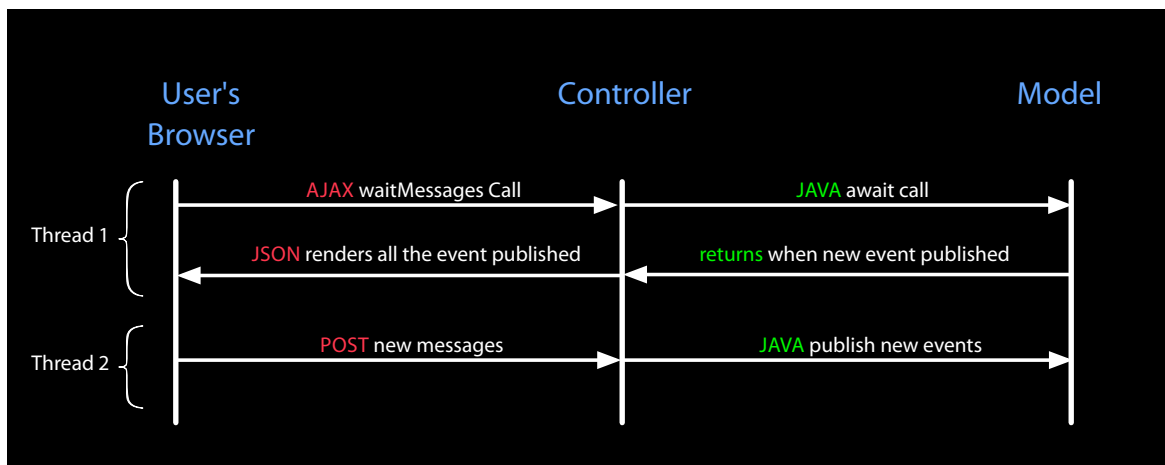 User's
Browser
Controller
Model
AJAX waitMessages Call
JAVA await call
Thread 1
JSON renders all the event published
returns when new event published
POST new messages
JAVA publish new events
Thread 2